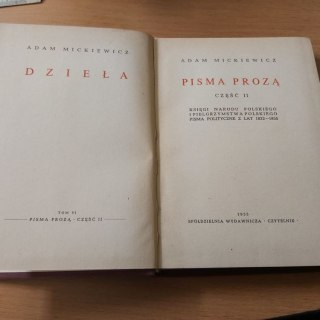 ADAM MICKIEWICZ
DZIEŁA
TOM VI
PISMA PROZĄ · CZĘŚĆ II
ADAM MICKIEWICZ
PISMA PROZĄ
CZĘŚĆ II
KSIĘGI NARODU POLSKIEGO
I PIELGRZYMSTWA POLSKIEGO
PISMA POLITYCZNE Z LAT 1832—1834
1955
SPÓŁDZIELNIA WYDAWNICZA · CZYTELNIK ·